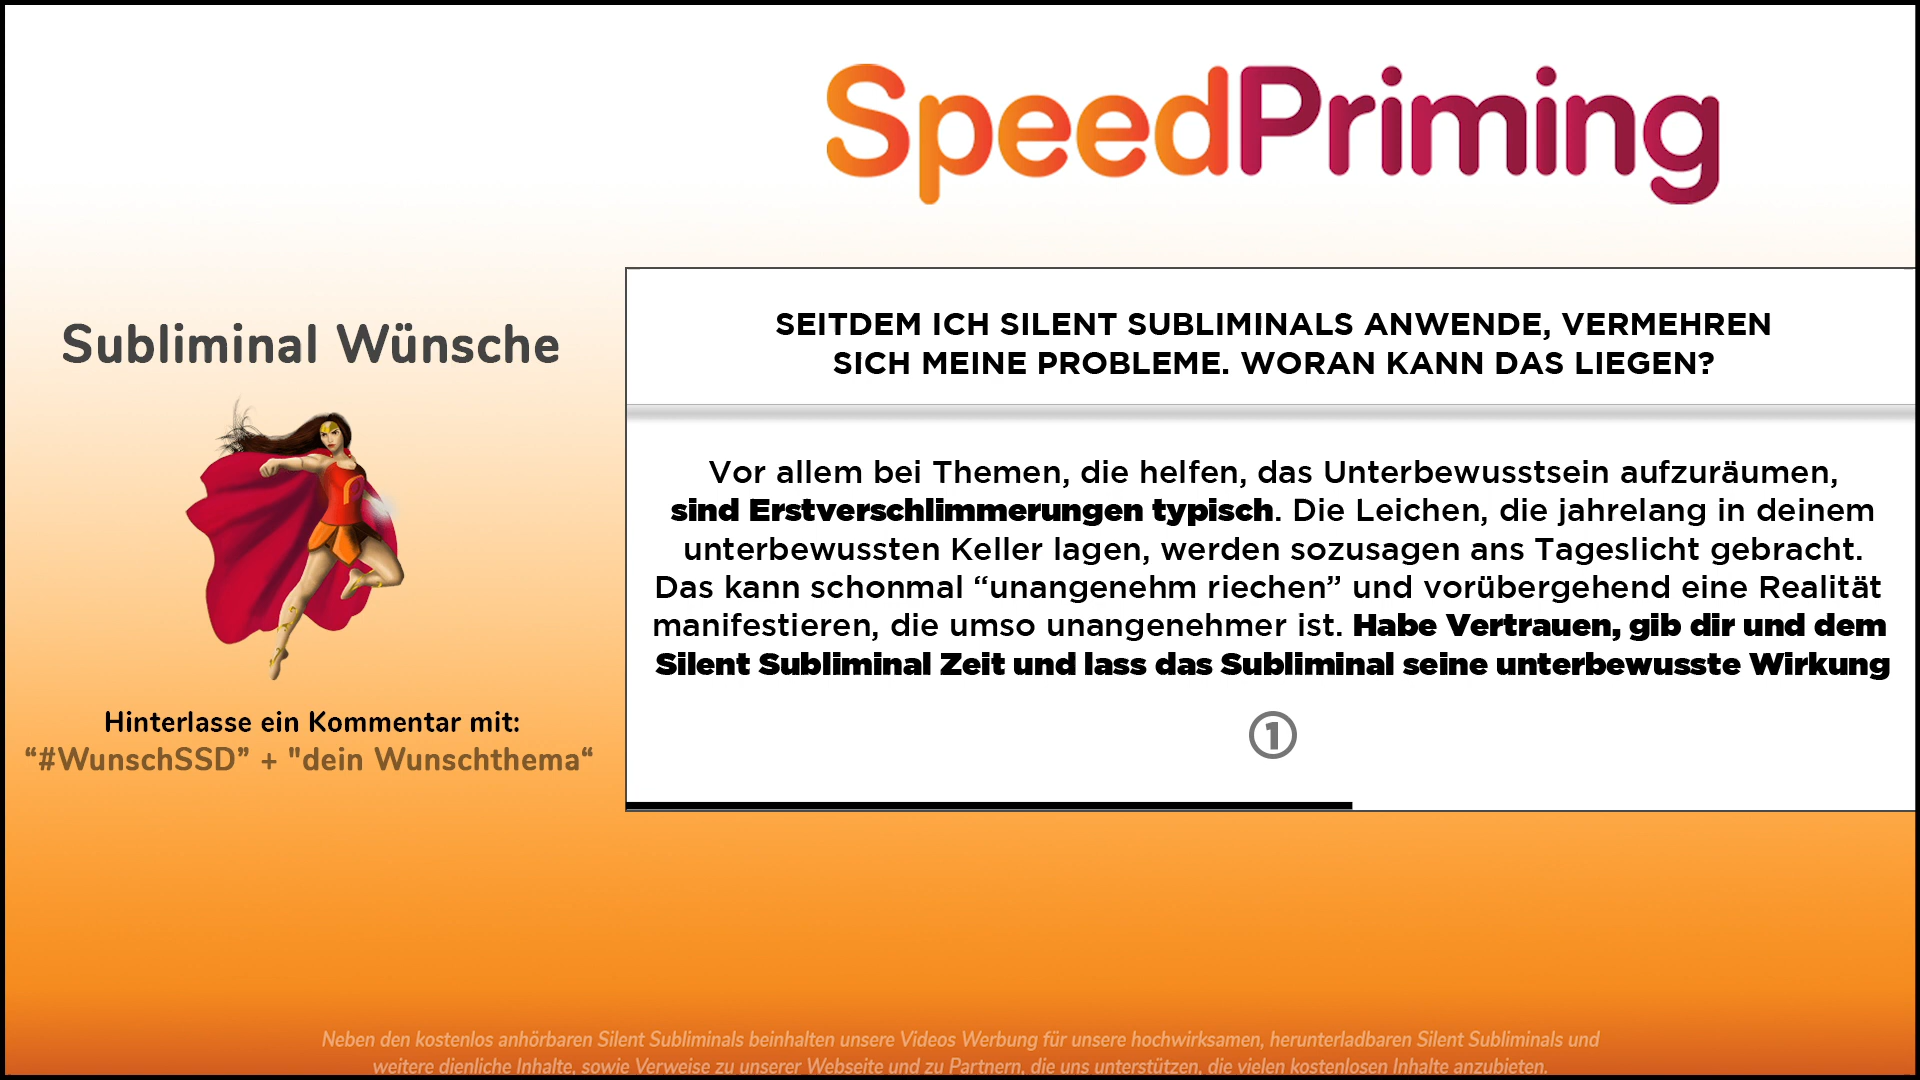 SpeedPriming
Subliminal Wünsche
Hinterlasse ein Kommentar mit:
“#WunschSSD” + "dein Wunschthema“
SEITDEM ICH SILENT SUBLIMINALS ANWENDE, VERMEHREN
SICH MEINE PROBLEME. WORAN KANN DAS LIEGEN?
Vor allem bei Themen, die helfen, das Unterbewusstsein aufzuräumen,
sind Erstverschlimmerungen typisch. Die Leichen, die jahrelang in deinem
unterbewussten Keller lagen, werden sozusagen ans Tageslicht gebracht.
Das kann schonmal “unangenehm riechen” und vorübergehend eine Realität
manifestieren, die umso unangenehmer ist. Habe Vertrauen, gib dir und dem
Silent Subliminal Zeit und lass das Subliminal seine unterbewusste Wirkung
①
Neben den kostenlos anhörbaren Silent Subliminals beinhalten unsere Videos Werbung für unsere hochwirksamen, herunterladbaren Silent Subliminals und
weitere dienliche Inhalte, sowie Verweise zu unserer Webseite und zu Partnern, die uns unterstützen, die vielen kostenlosen Inhalte anzubieten.